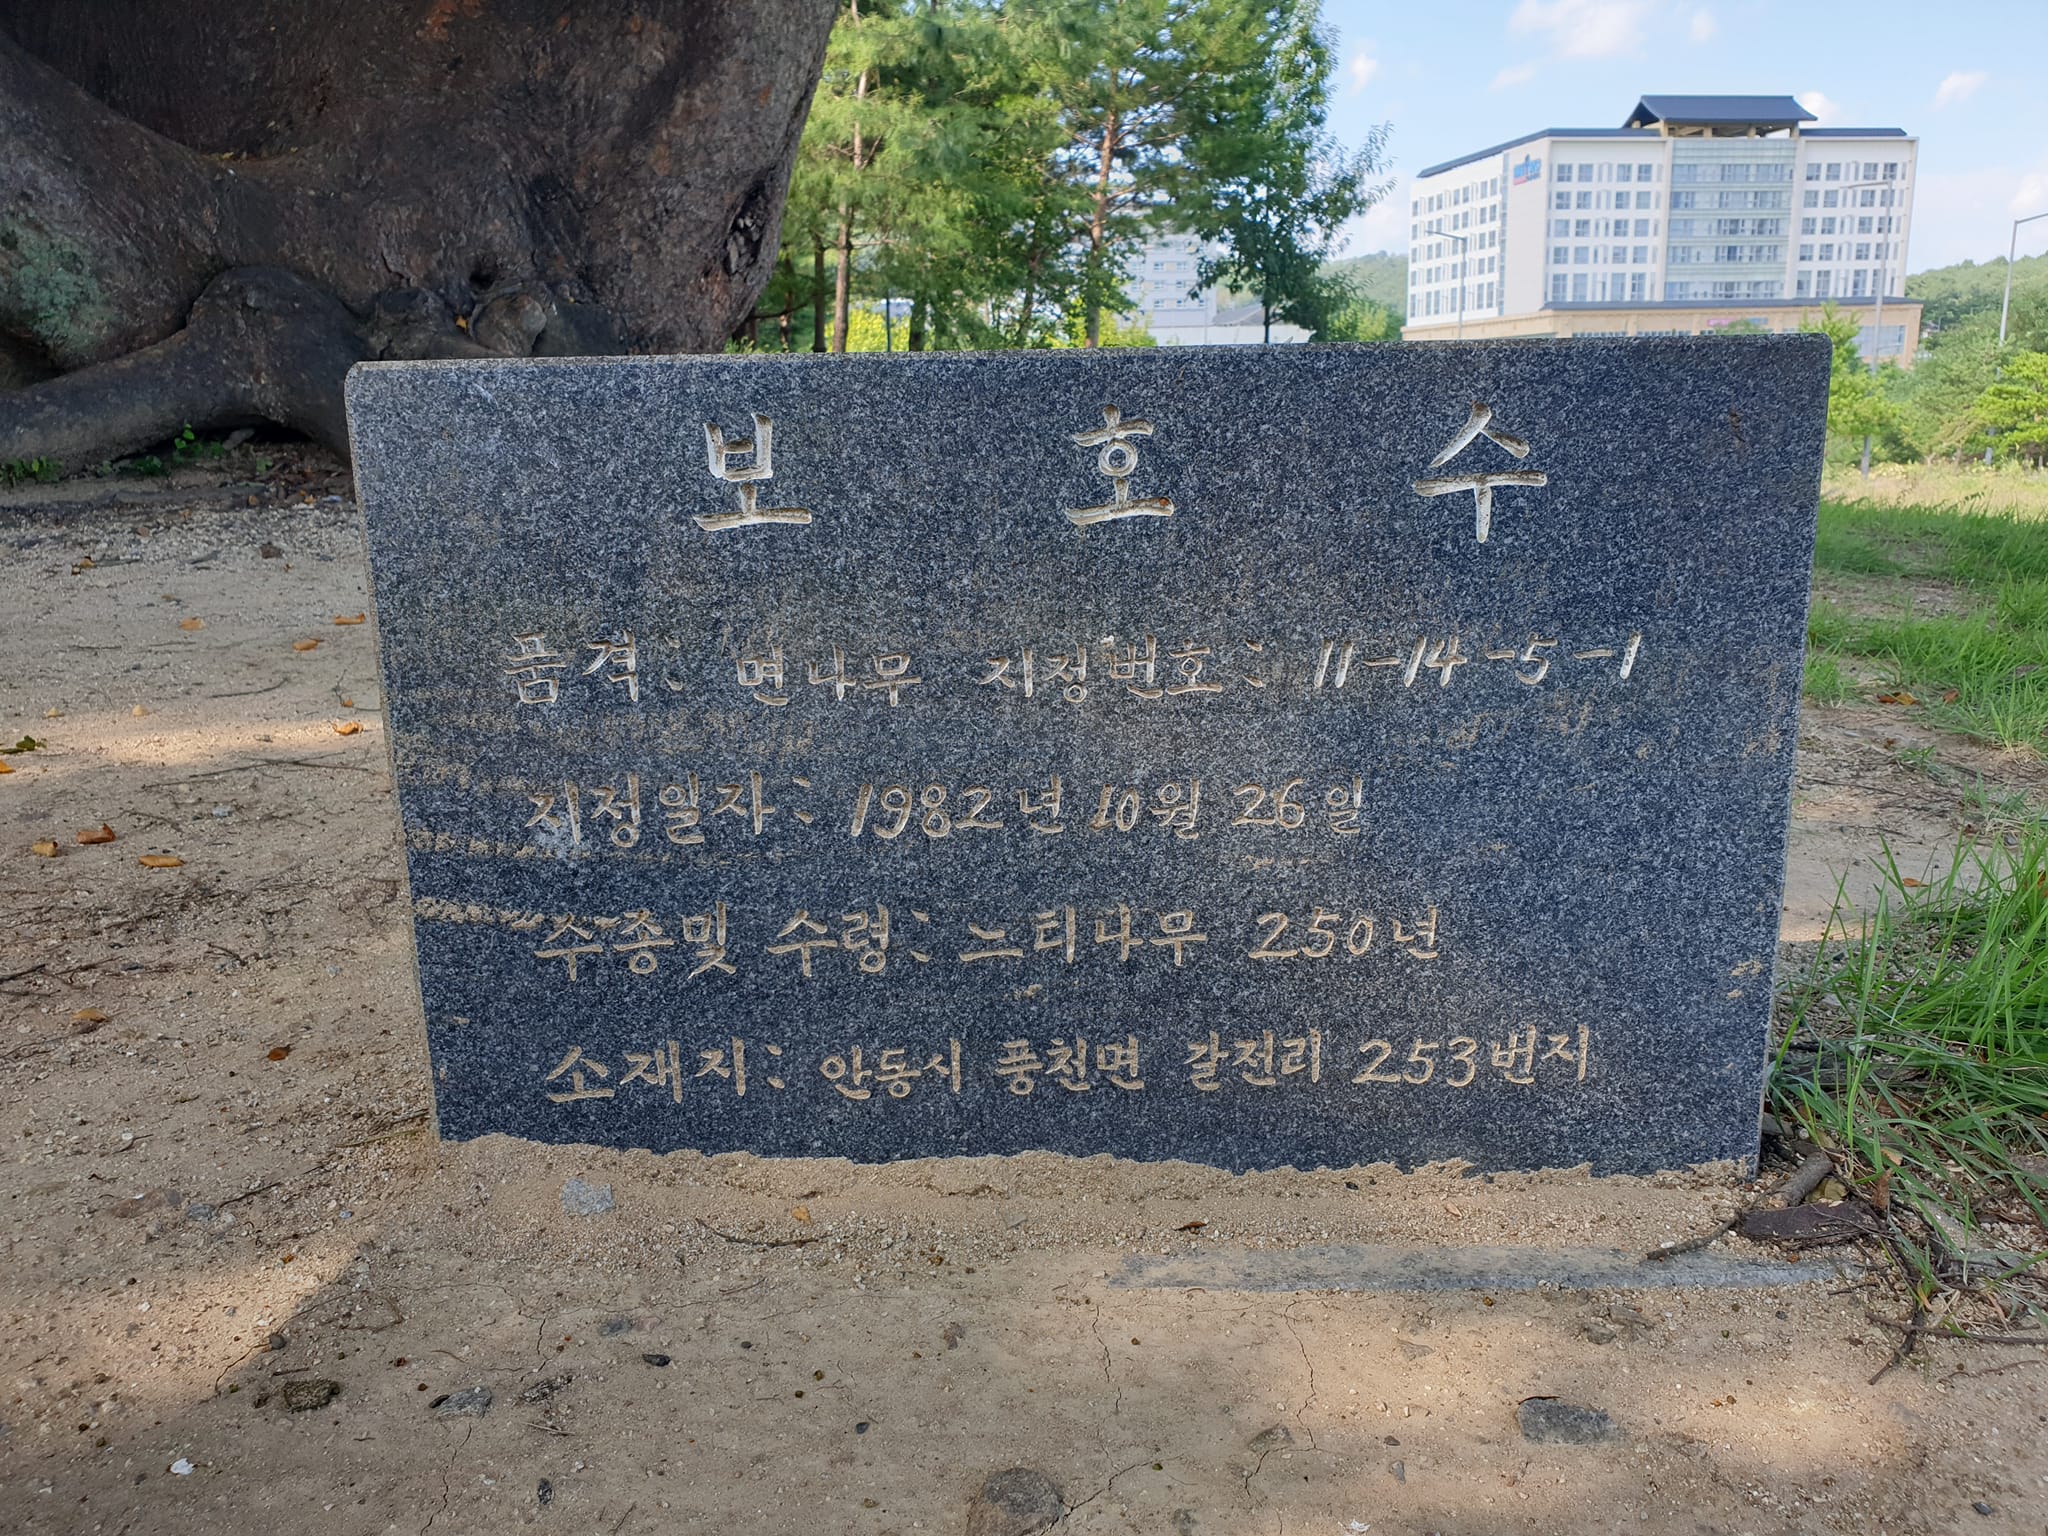 보 호 수
품격: 면나무 지정번호: 11-14-5-1
지정일자: 1982년 10월 26일
수종및 수령: 느티나무 250년
소재지: 안동시 풍천면 갈전리 253번지